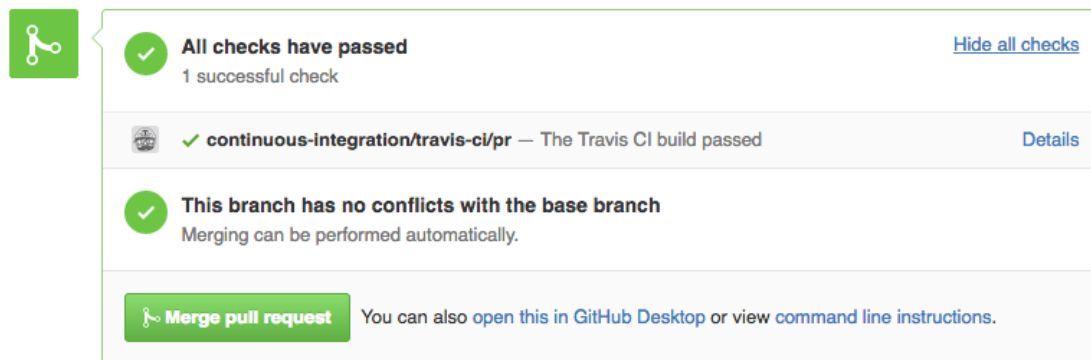 All checks have passed
Hide all checks
1 successful check
continuous-integration/travis-ci/pr — The Travis CI build passed
Details
This branch has no conflicts with the base branch
Merging can be performed automatically.
Merge pull request
You can also open this in GitHub Desktop or view command line instructions.